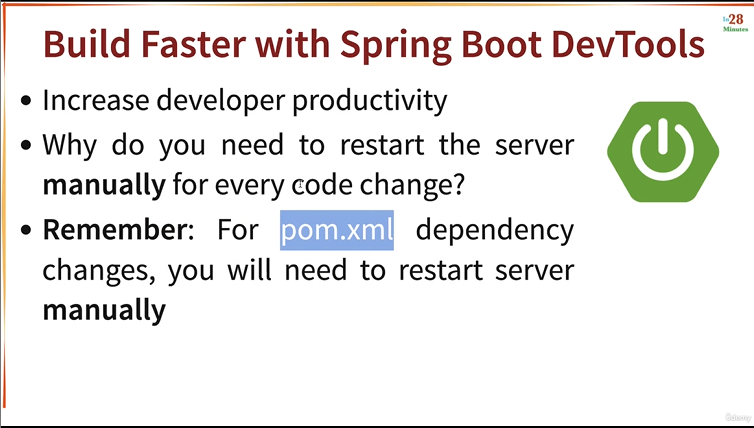 in28
Minutes
Build Faster with Spring Boot DevTools
• Increase developer productivity
• Why do you need to restart the server
manually for every code change?
• Remember: For pom.xml dependency
changes, you will need to restart server
manually
ûdemy